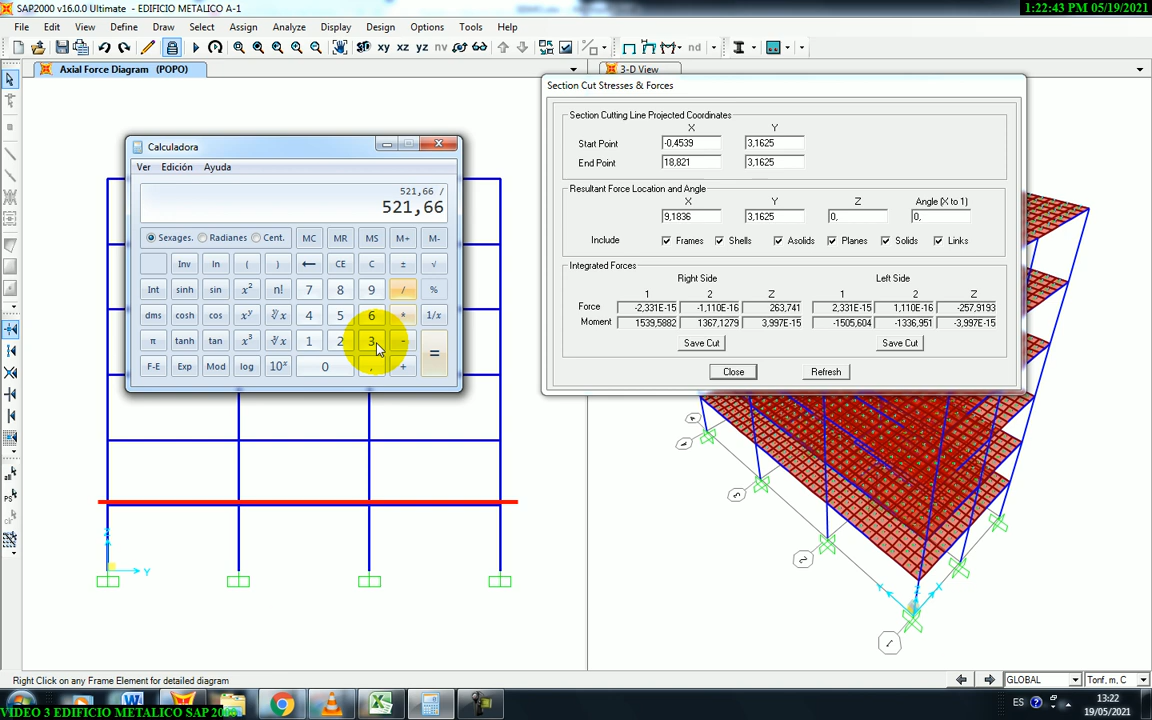 SAP2000 v16.0.0 Ultimate - EDIFICIO METALICO A-1
1:22:43 PM 05/19/2021
File Edit View Define Draw Select Assign Analyze Display Design Options Tools Help
3D xy xz yz nv
nd
Axial Force Diagram (POPO)
3-D View
Calculadora
Ver Edición Ayuda
521,66 /
521,66
Sexages. Radianes Cent. MC MR MS M+ M-
Inv ln ( ) ← CE C ± √
Int sinh sin x² n! 7 8 9 / %
dms cosh cos xʸ ʸ√x 4 5 6 * 1/x
π tanh tan x³ ³√x 1 2 3 - =
F-E Exp Mod log 10ˣ 0 , +
Section Cut Stresses & Forces
Section Cutting Line Projected Coordinates
X Y
Start Point -0,4539 3,1625
End Point 18,821 3,1625
Resultant Force Location and Angle
X Y Z Angle (X to 1)
9,1836 3,1625 0, 0,
Include Frames Shells Asolids Planes Solids Links
Integrated Forces
Right Side Left Side
1 2 Z 1 2 Z
Force -2,331E-15 -1,110E-16 263,741 2,331E-15 1,110E-16 -257,9193
Moment 1539,5882 1367,1279 3,997E-15 -1505,604 -1336,951 -3,997E-15
Save Cut Save Cut
Close Refresh
Z
Y
Y Z X
Right Click on any Frame Element for detailed diagram
GLOBAL Tonf, m, C
ES 13:22
19/05/2021
VIDEO 3 EDIFICIO METALICO SAP 2000